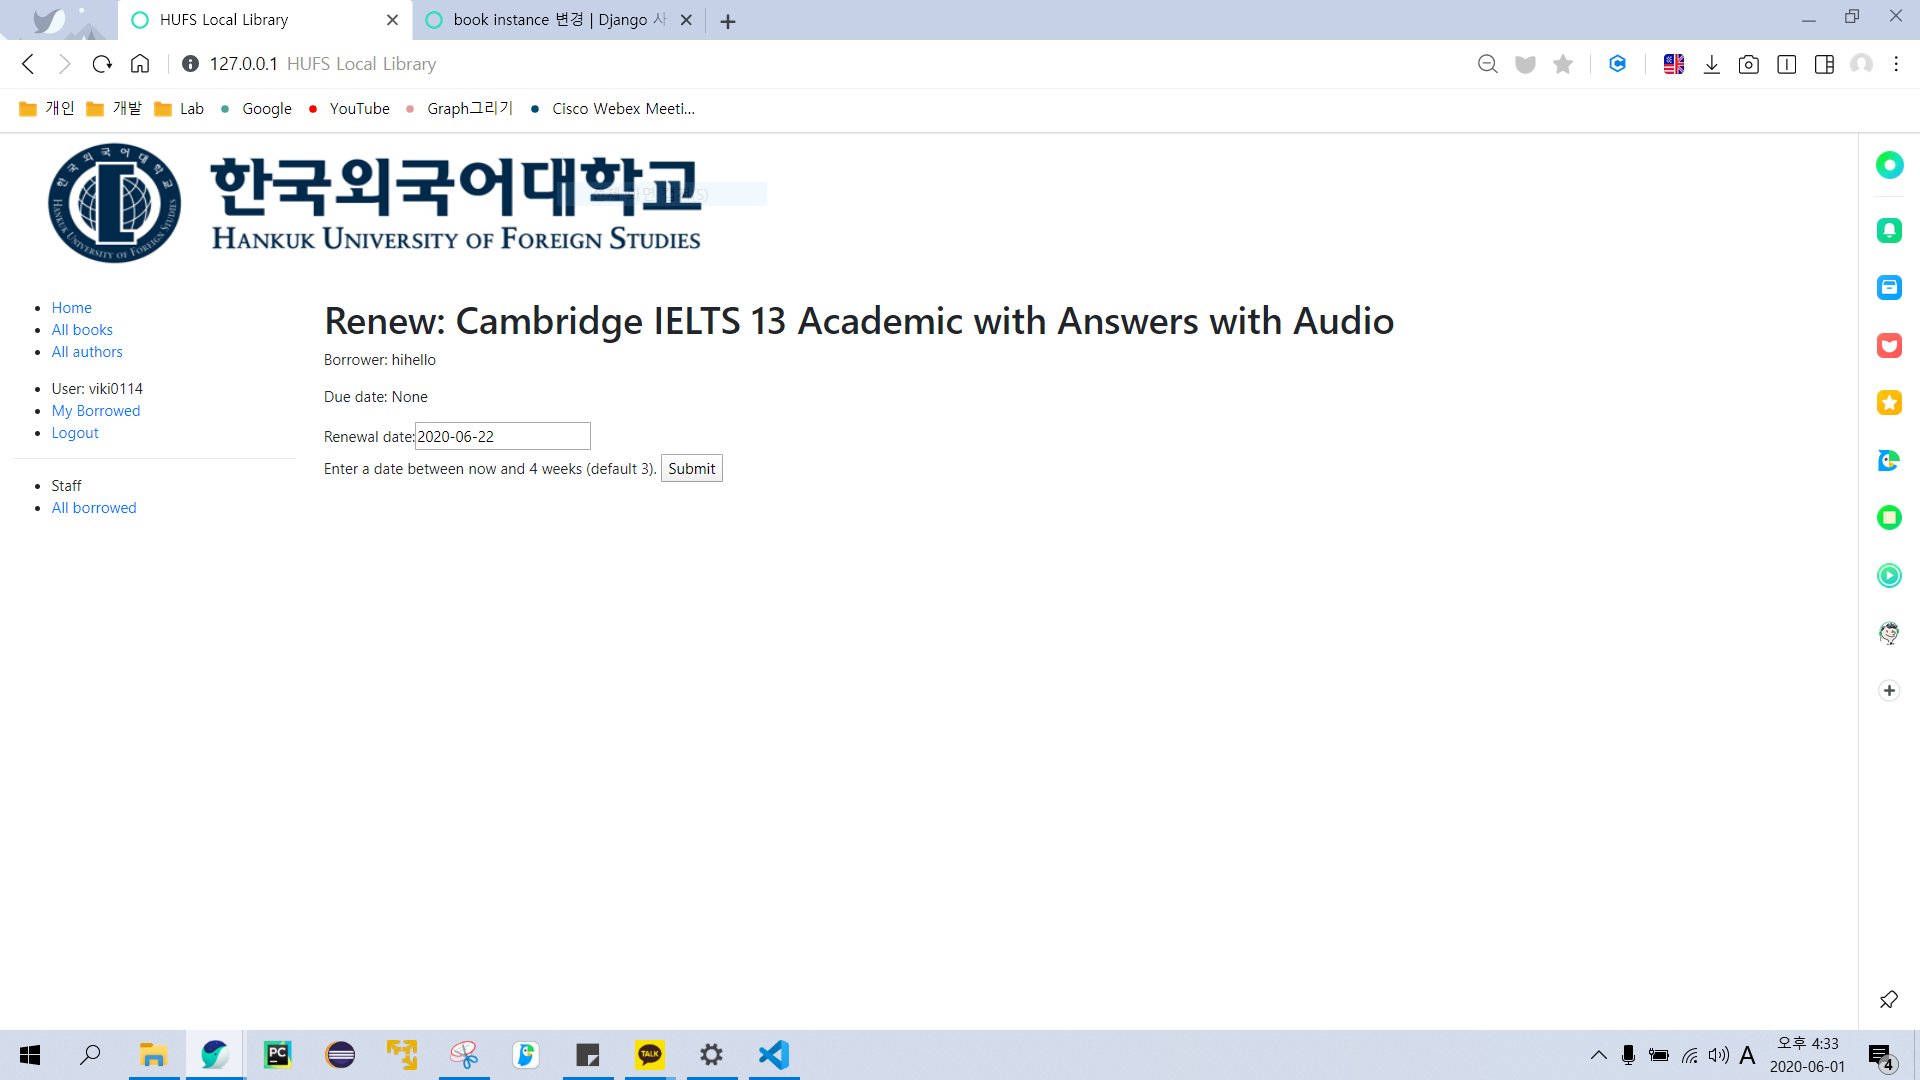 HUFS Local Library
book instance 변경 | Django 사
127.0.0.1 HUFS Local Library
개인 개발 Lab Google YouTube Graph그리기 Cisco Webex Meeti...
한국외국어대학교
HANKUK UNIVERSITY OF FOREIGN STUDIES
Home
All books
All authors
User: viki0114
My Borrowed
Logout
Staff
All borrowed
Renew: Cambridge IELTS 13 Academic with Answers with Audio
Borrower: hihello
Due date: None
Renewal date: 2020-06-22
Enter a date between now and 4 weeks (default 3). Submit
PC
TALK
A
오후 4:33
2020-06-01
4